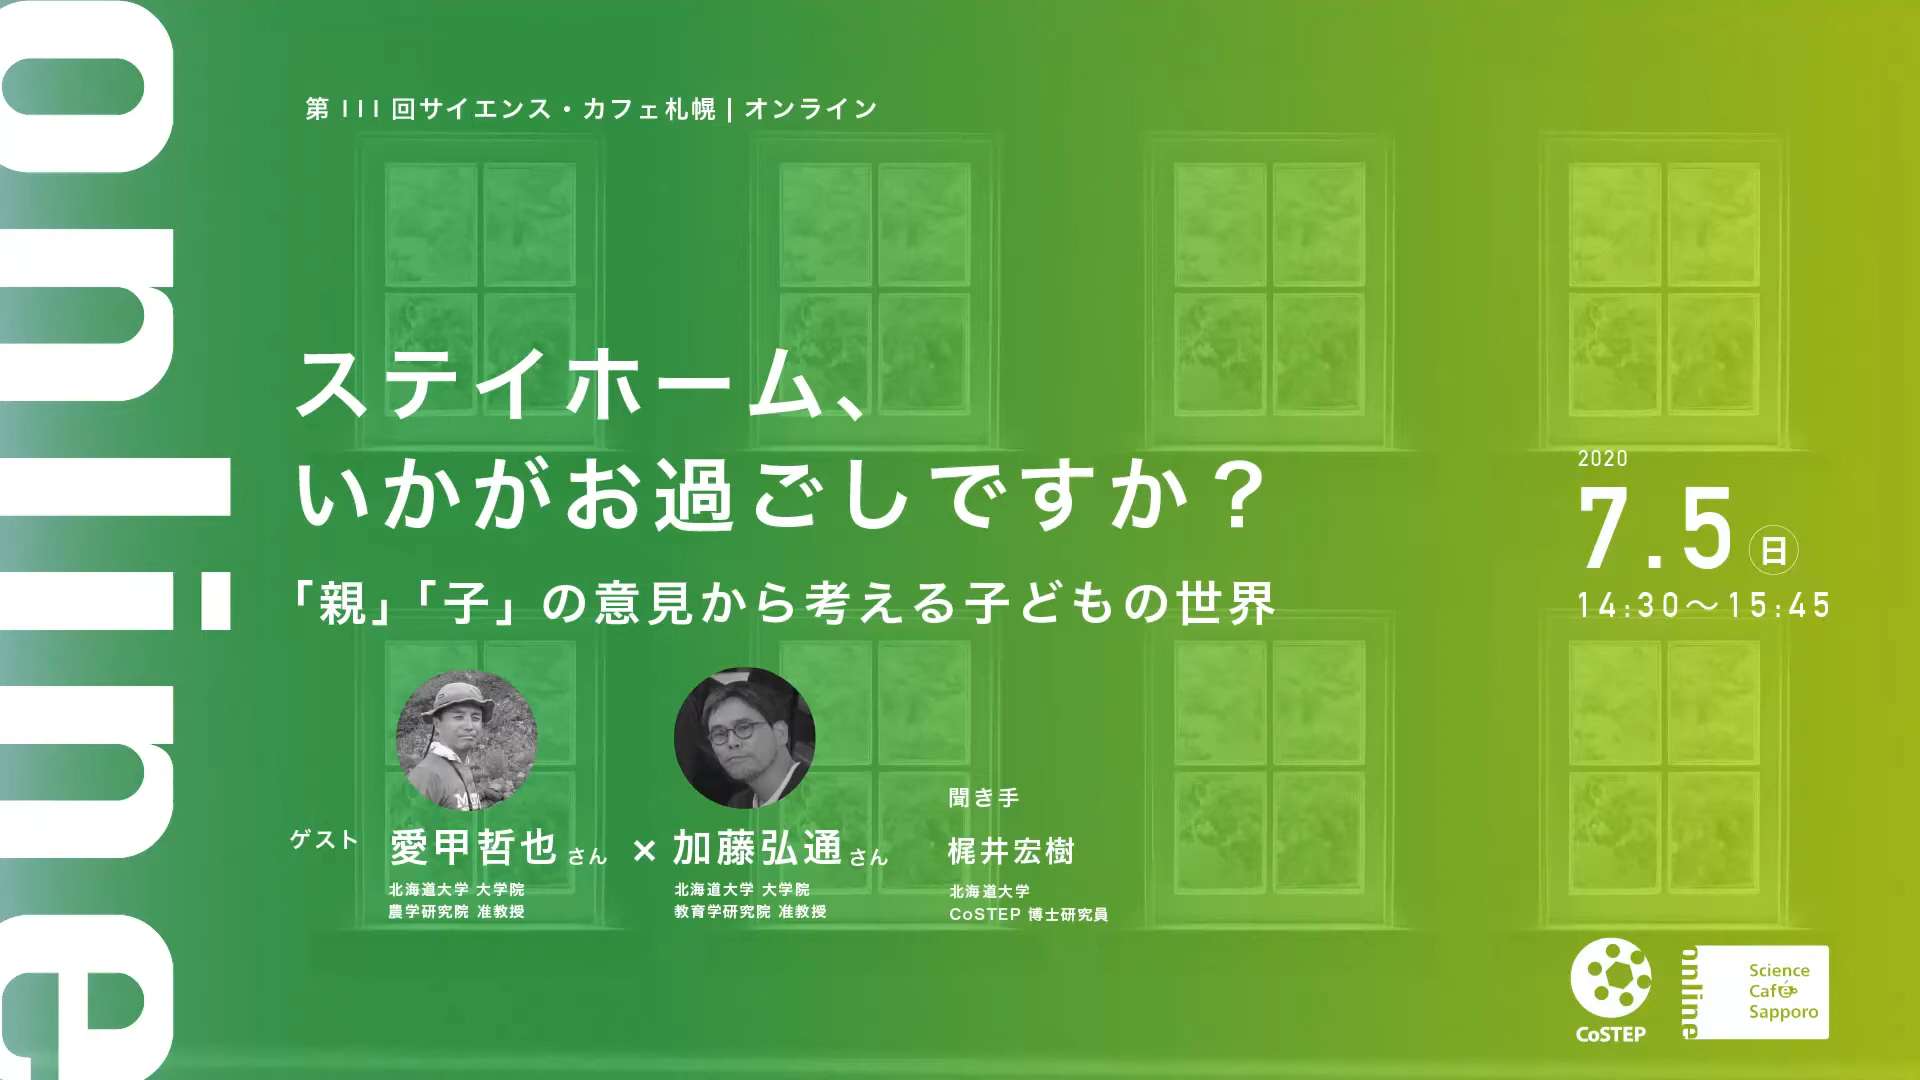 online
第111回サイエンス・カフェ札幌 | オンライン
ステイホーム、
いかがお過ごしですか？
「親」「子」の意見から考える子どもの世界
2020
7.5 日
14:30〜15:45
ゲスト
愛甲哲也 さん × 加藤弘通 さん
北海道大学 大学院
農学研究院 准教授
北海道大学 大学院
教育学研究院 准教授
聞き手
梶井宏樹
北海道大学
CoSTEP 博士研究員
CoSTEP
online
Science
Café
Sapporo